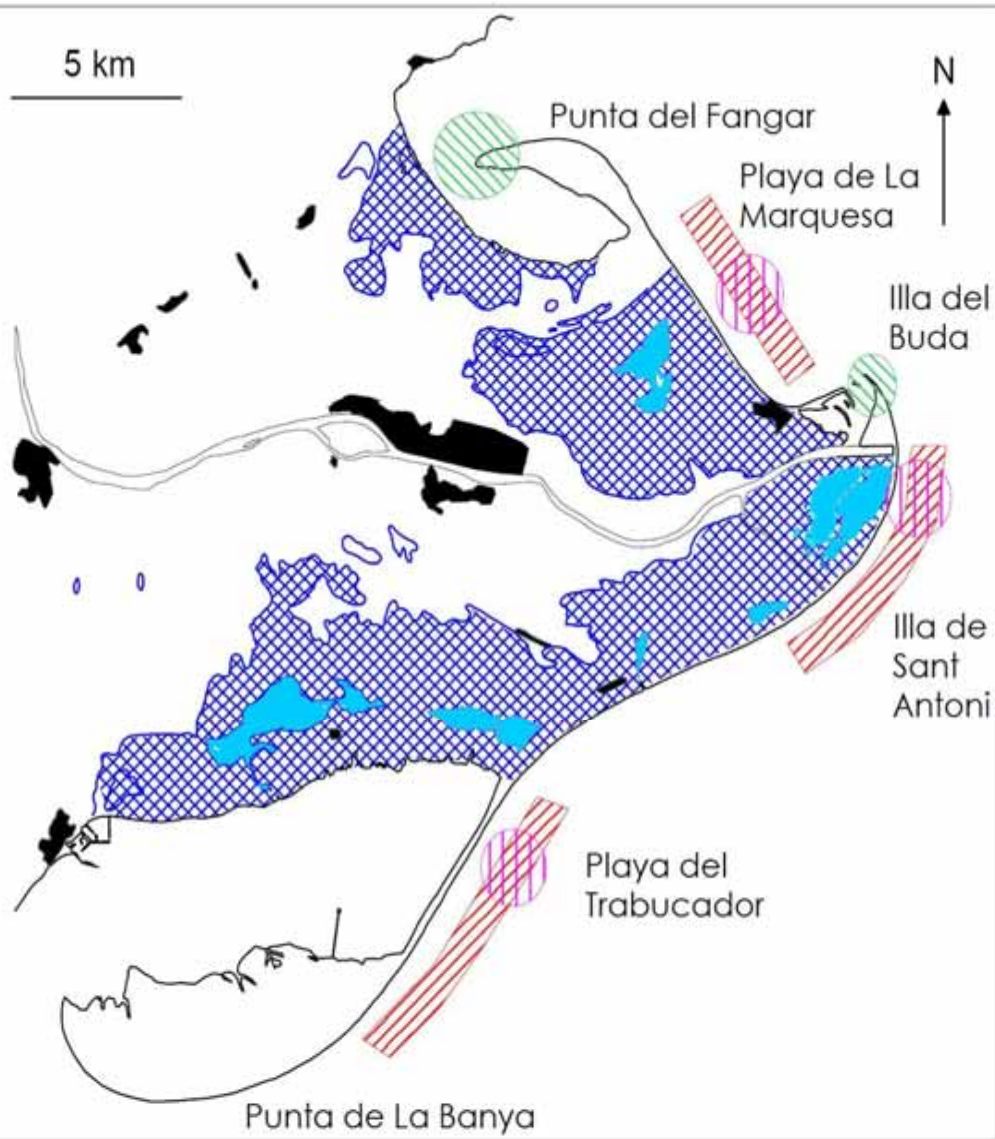 5 km
N
Punta del Fangar
Playa de La
Marquesa
Illa del
Buda
Illa de
Sant
Antoni
Playa del
Trabucador
Punta de La Banya